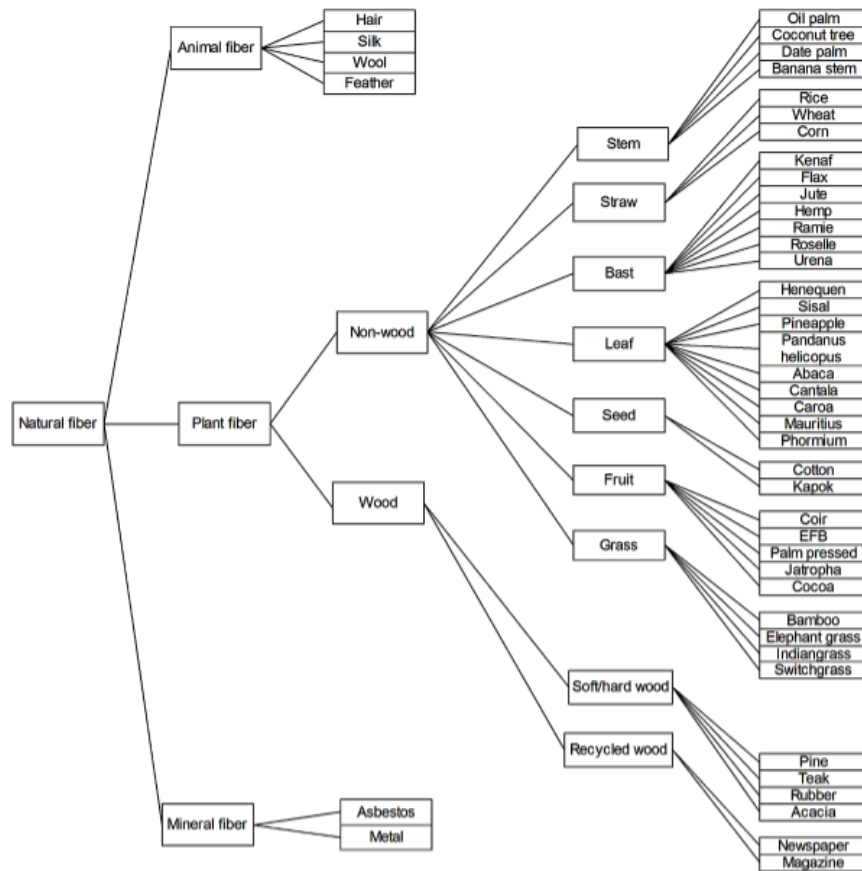 Natural fiber
Animal fiber
Hair
Silk
Wool
Feather
Plant fiber
Non-wood
Stem
Oil palm
Coconut tree
Date palm
Banana stem
Straw
Rice
Wheat
Corn
Bast
Kenaf
Flax
Jute
Hemp
Ramie
Roselle
Urena
Leaf
Henequen
Sisal
Pineapple
Pandanus
helicopus
Abaca
Cantala
Caroa
Mauritius
Phormium
Seed
Cotton
Kapok
Fruit
Coir
EFB
Palm pressed
Jatropha
Cocoa
Grass
Bamboo
Elephant grass
Indiangrass
Switchgrass
Wood
Soft/hard wood
Pine
Teak
Rubber
Acacia
Recycled wood
Newspaper
Magazine
Mineral fiber
Asbestos
Metal